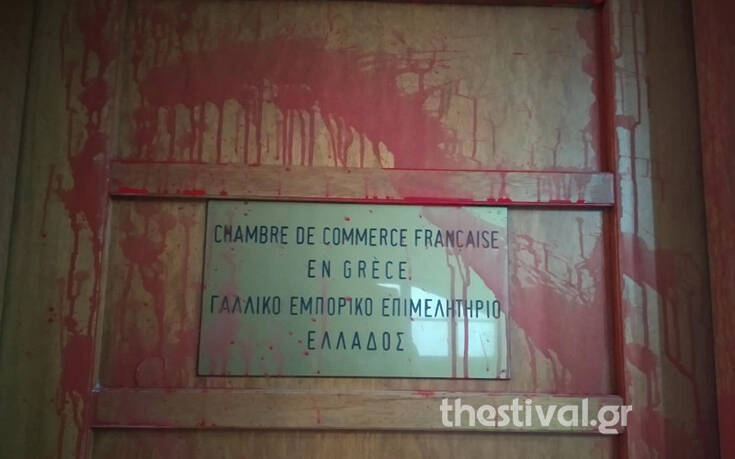 CHAMBRE DE COMMERCE FRANCAISE
EN GRÈCE.
ΓΑΛΛΙΚΟ ΕΜΠΟΡΙΚΟ ΕΠΙΜΕΛΗΤΗΡΙΟ
ΕΛΛΑΔΟΣ
thestival.gr